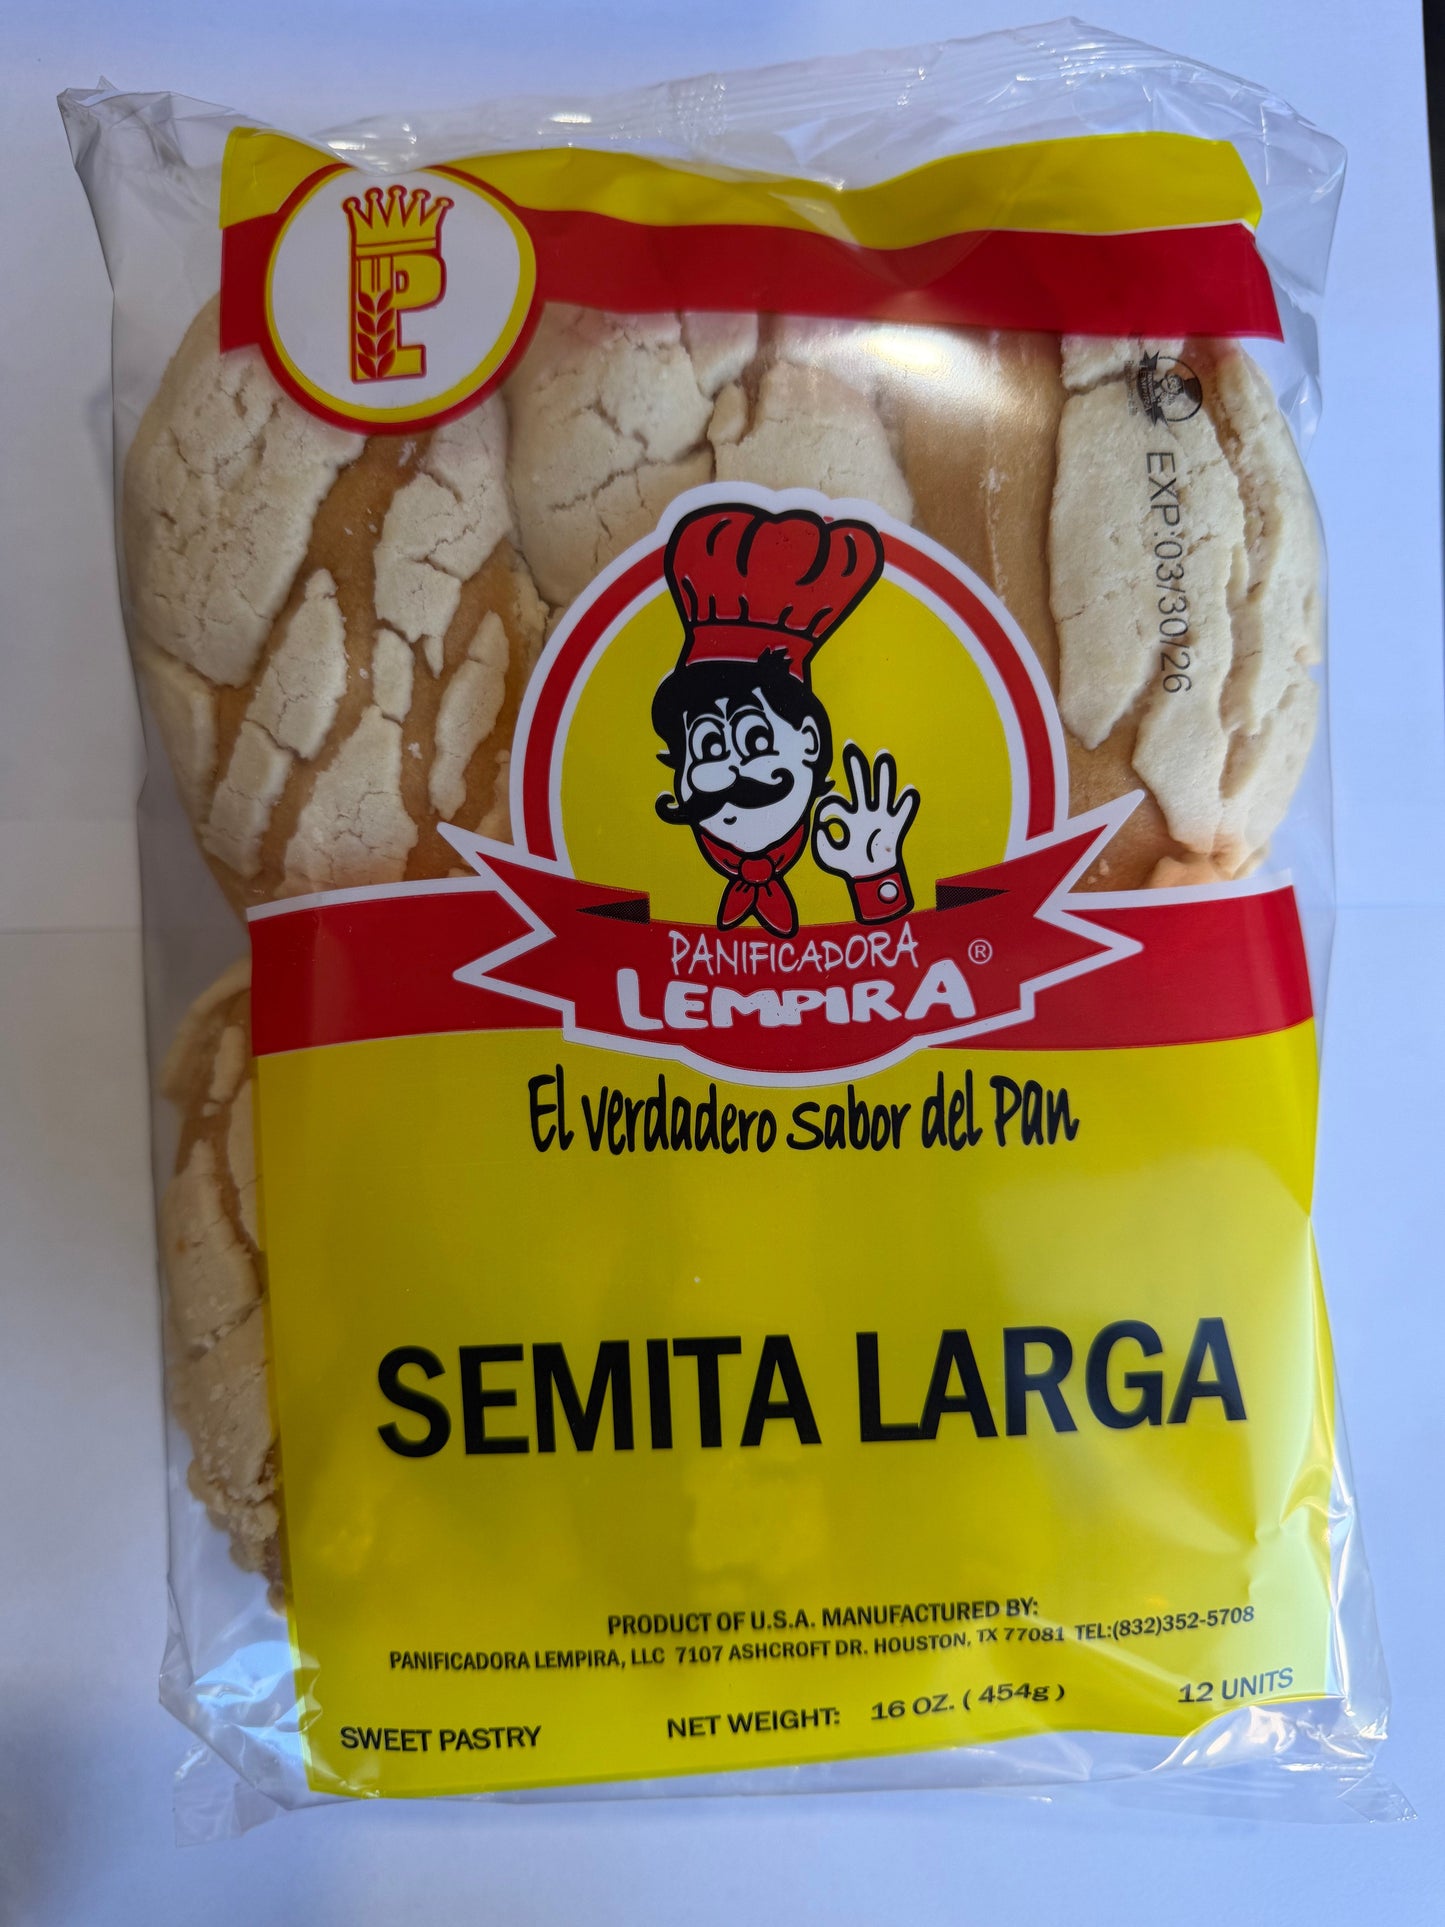 EXP:03/30/26
PANIFICADORA
LEMPIRA®
El verdadero sabor del Pan
SEMITA LARGA
PRODUCT OF U.S.A. MANUFACTURED BY:
PANIFICADORA LEMPIRA, LLC 7107 ASHCROFT DR. HOUSTON, TX 77081 TEL:(832)352-5708
SWEET PASTRY NET WEIGHT: 16 OZ. ( 454g ) 12 UNITS